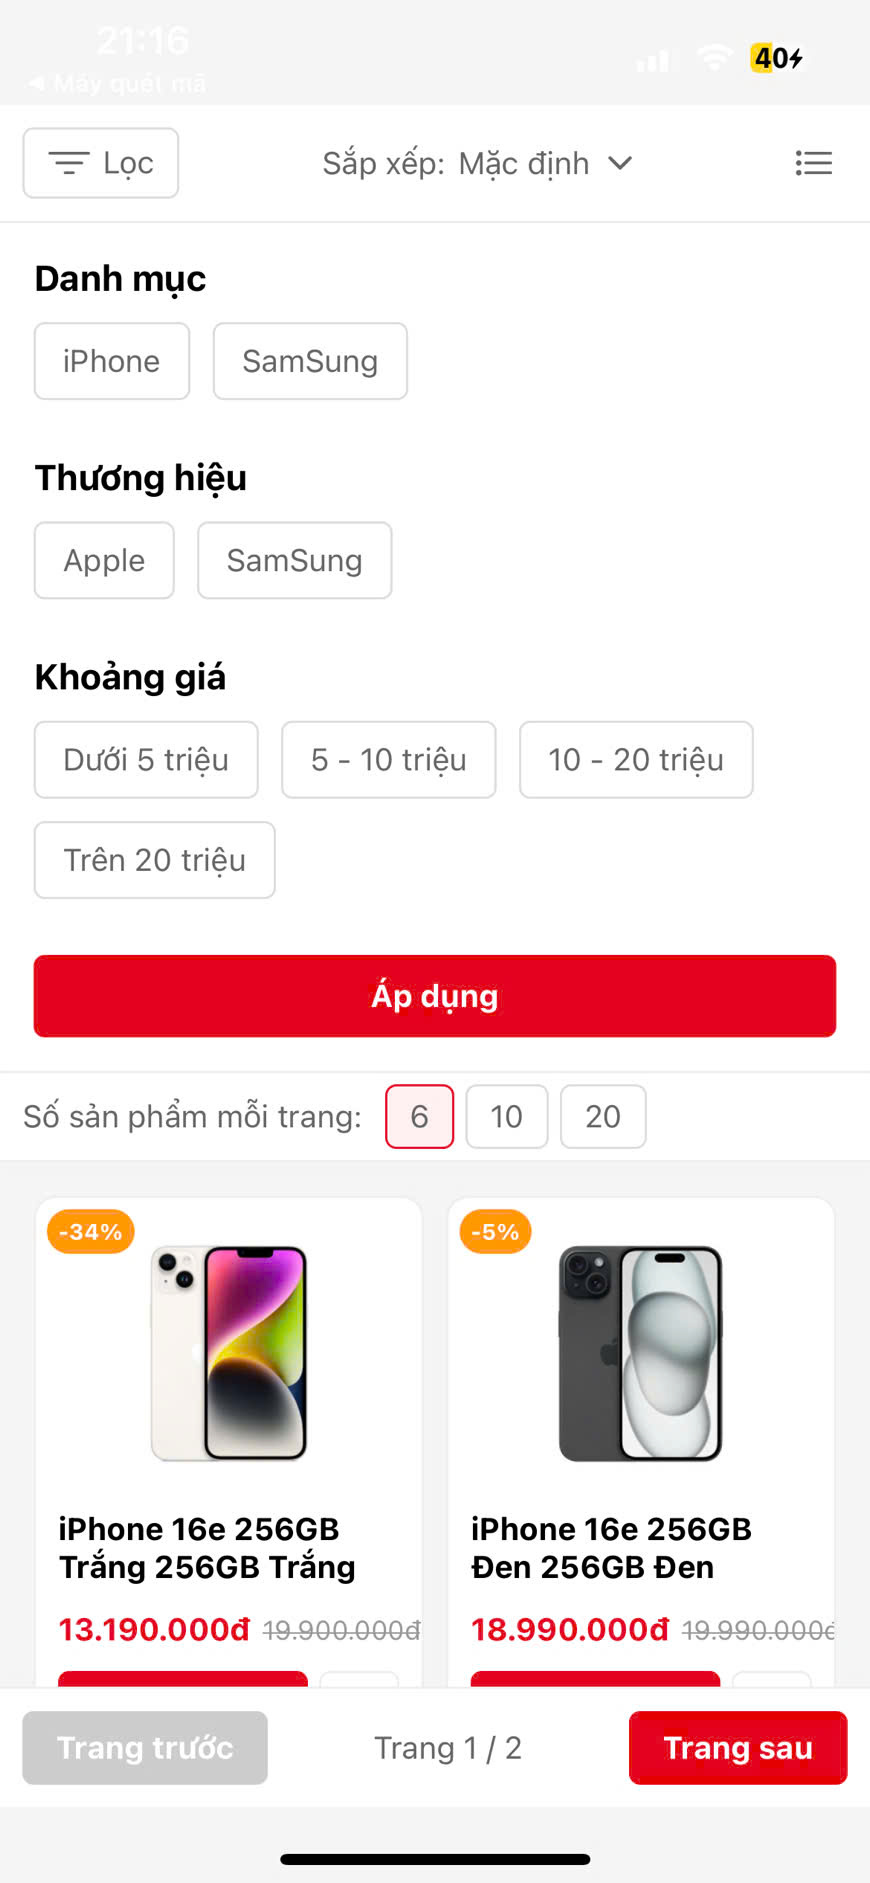 21:16
40
◀ Máy quét mã
Lọc
Sắp xếp: Mặc định
Danh mục
iPhone SamSung
Thương hiệu
Apple SamSung
Khoảng giá
Dưới 5 triệu 5 - 10 triệu 10 - 20 triệu
Trên 20 triệu
Áp dụng
Số sản phẩm mỗi trang: 6 10 20
-34%
iPhone 16e 256GB
Trắng 256GB Trắng
13.190.000đ 19.900.000đ
-5%
iPhone 16e 256GB
Đen 256GB Đen
18.990.000đ 19.990.000đ
Trang trước Trang 1 / 2 Trang sau